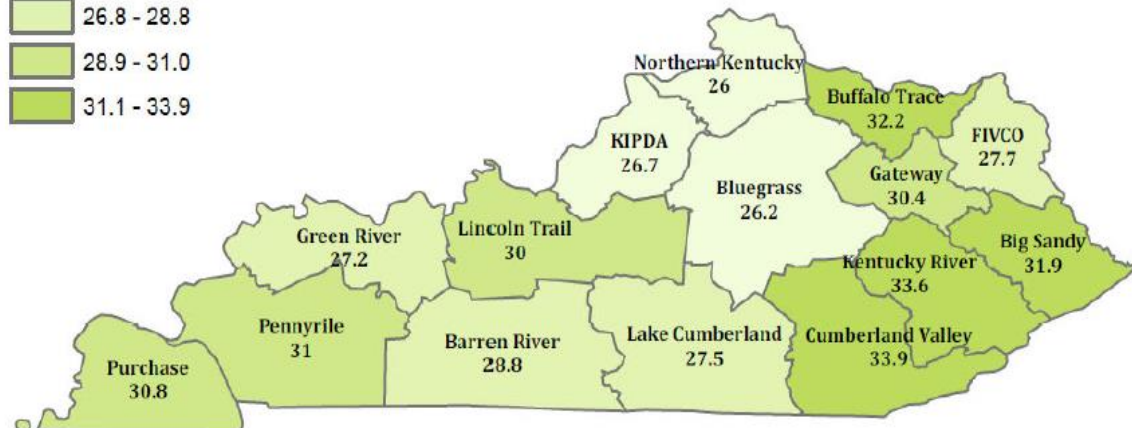 26.8 - 28.8
28.9 - 31.0
31.1 - 33.9
Northern Kentucky
26
Buffalo Trace
32.2
FIVCO
27.7
KIPDA
26.7
Gateway
30.4
Bluegrass
26.2
Lincoln Trail
30
Green River
27.2
Big Sandy
31.9
Kentucky River
33.6
Pennyrile
31
Barren River
28.8
Lake Cumberland
27.5
Cumberland Valley
33.9
Purchase
30.8